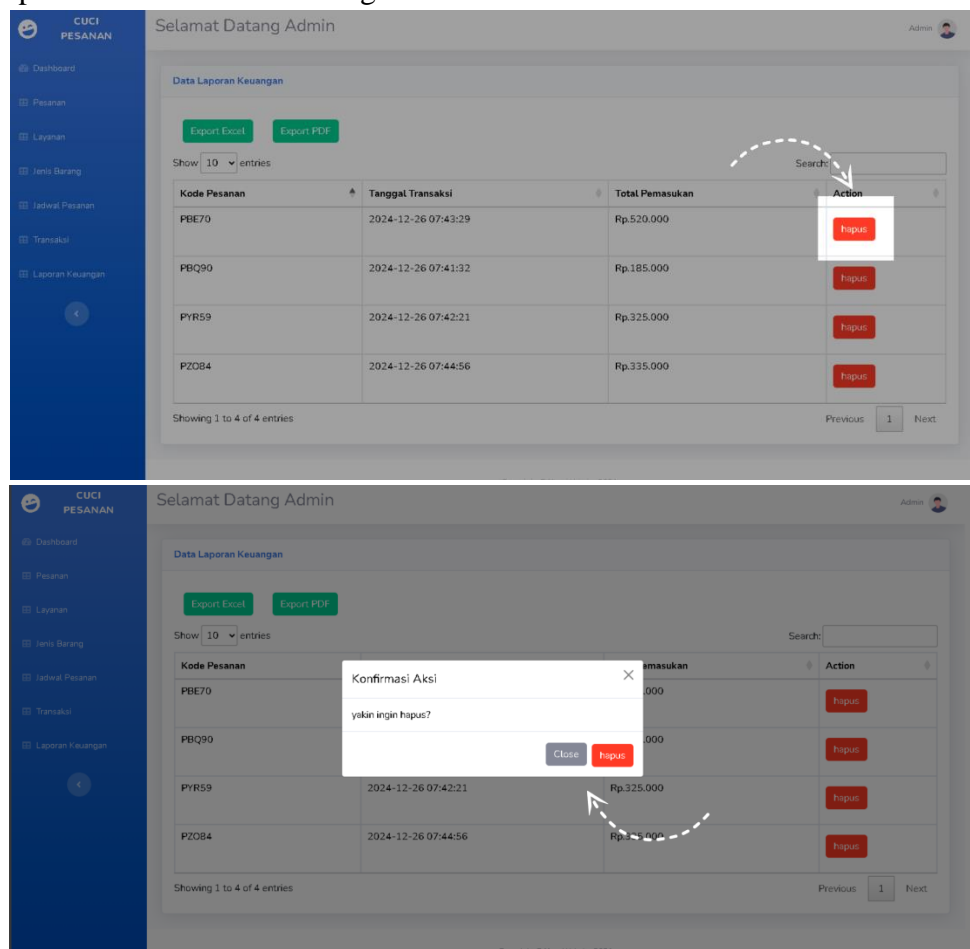 CUCI
PESANAN
Selamat Datang Admin
Admin
Dashboard
Pesanan
Layanan
Jenis Barang
Jadwal Pesanan
Transaksi
Laporan Keuangan
Data Laporan Keuangan
Export Excel Export PDF
Show 10 entries Search:
Kode Pesanan Tanggal Transaksi Total Pemasukan Action
PBE70 2024-12-26 07:43:29 Rp.520.000 hapus
PBQ90 2024-12-26 07:41:32 Rp.185.000 hapus
PYR59 2024-12-26 07:42:21 Rp.325.000 hapus
PZO84 2024-12-26 07:44:56 Rp.335.000 hapus
Showing 1 to 4 of 4 entries Previous 1 Next
CUCI
PESANAN
Selamat Datang Admin
Admin
Dashboard
Pesanan
Layanan
Jenis Barang
Jadwal Pesanan
Transaksi
Laporan Keuangan
Data Laporan Keuangan
Export Excel Export PDF
Show 10 entries Search:
Kode Pesanan emasukan Action
PBE70 .000 hapus
PBQ90 .000 hapus
PYR59 2024-12-26 07:42:21 Rp.325.000 hapus
PZO84 2024-12-26 07:44:56 hapus
Showing 1 to 4 of 4 entries Previous 1 Next
Konfirmasi Aksi
yakin ingin hapus?
Close hapus